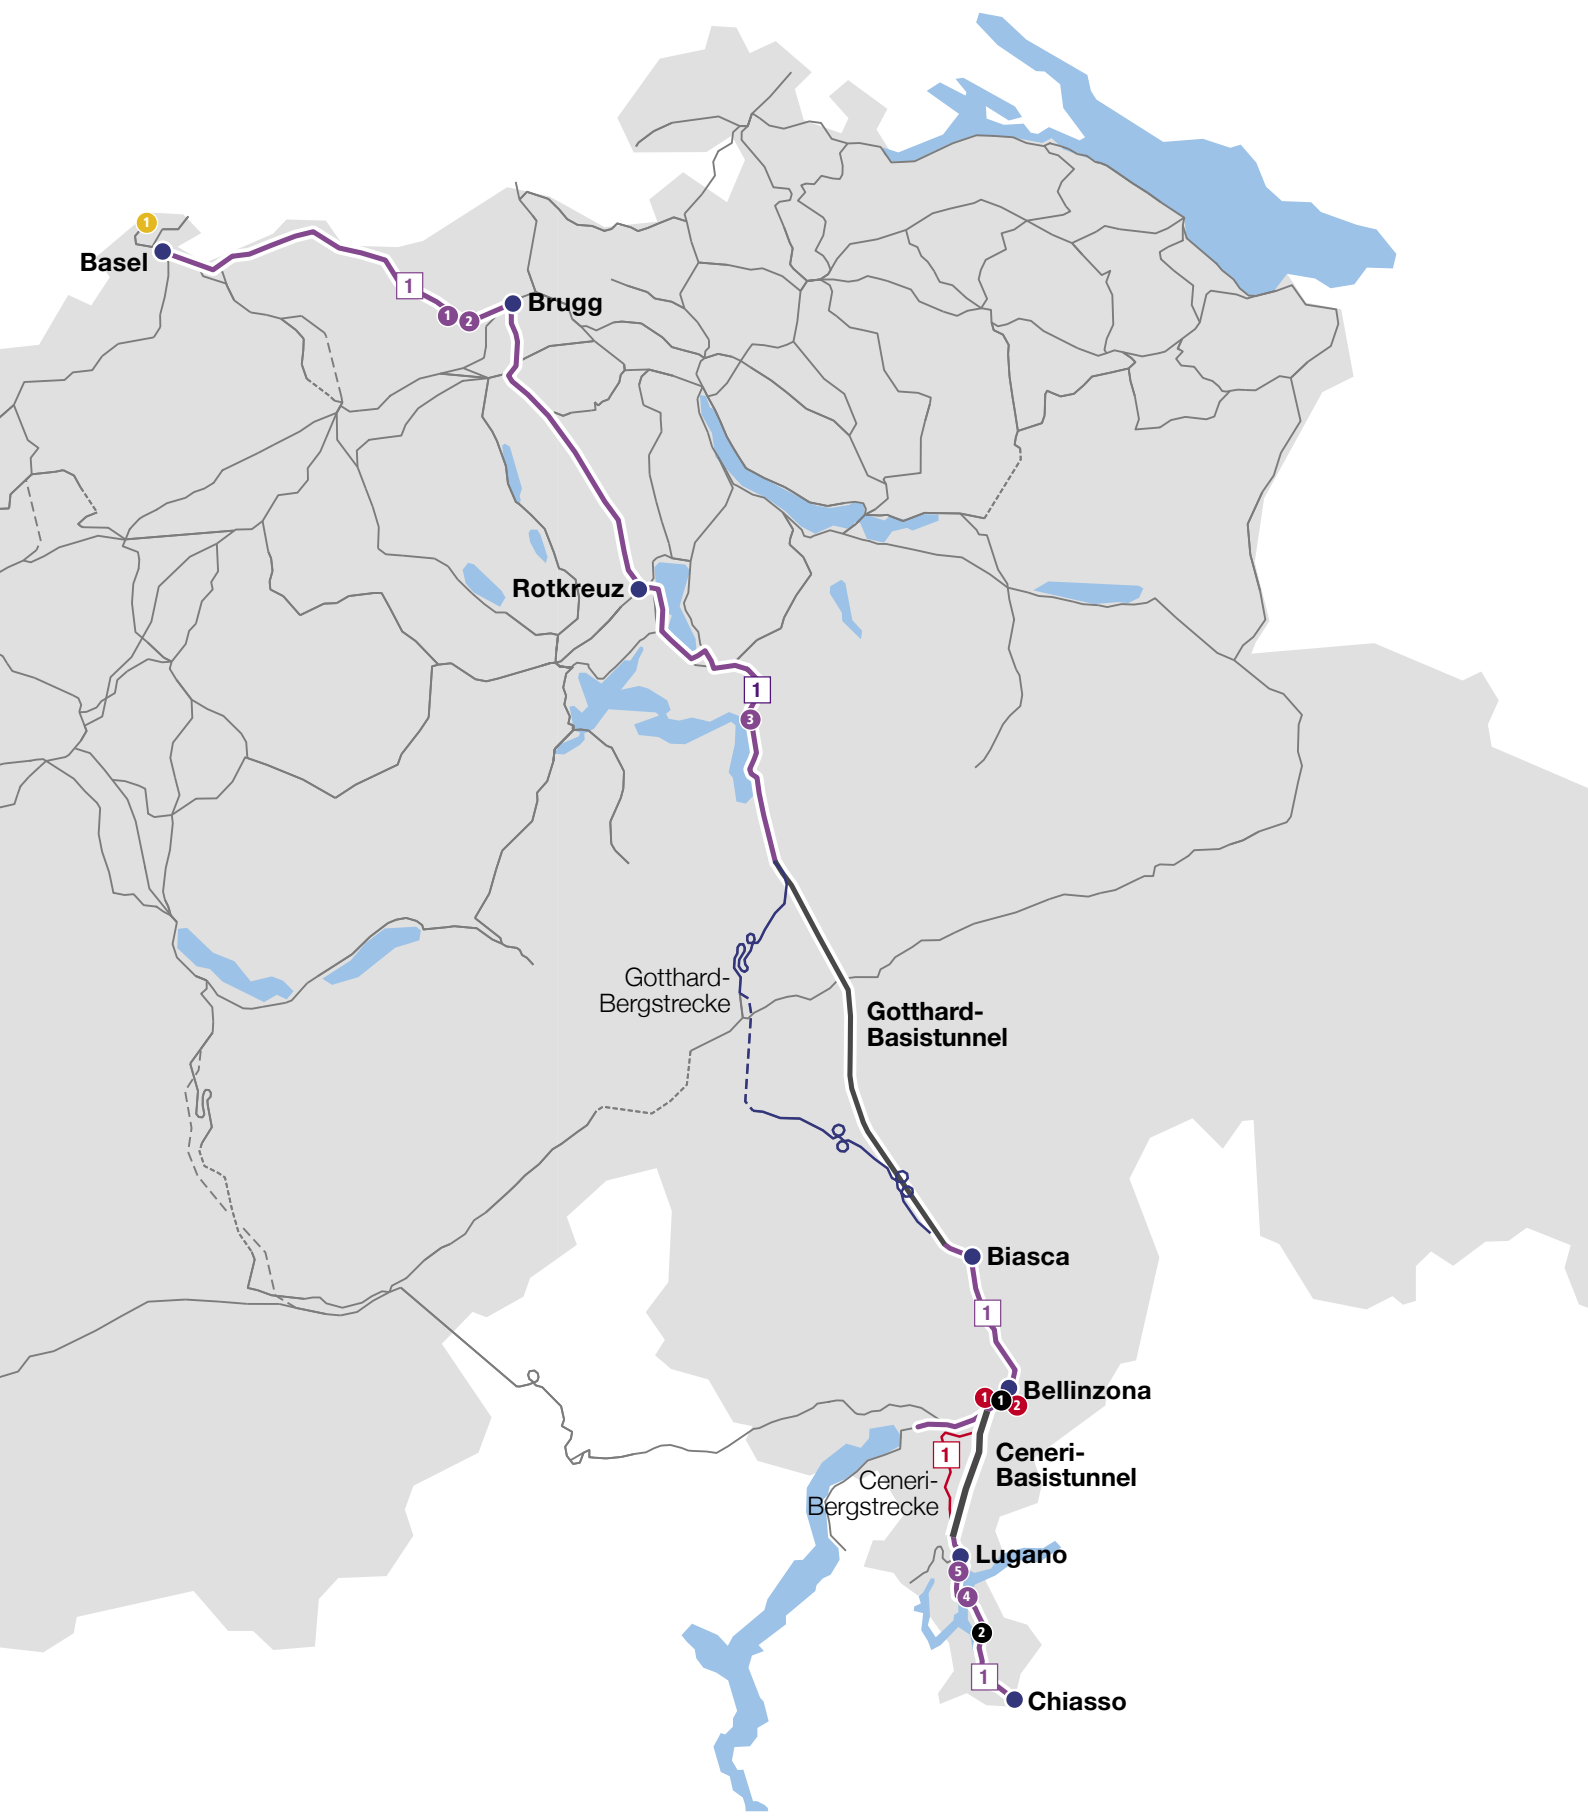 1
Basel
1
1
2
Brugg
Rotkreuz
1
3
Gotthard-
Bergstrecke
Gotthard-
Basistunnel
Biasca
1
Bellinzona
1
1
2
1
Ceneri-
Basistunnel
Ceneri-
Bergstrecke
Lugano
5
4
2
1
Chiasso